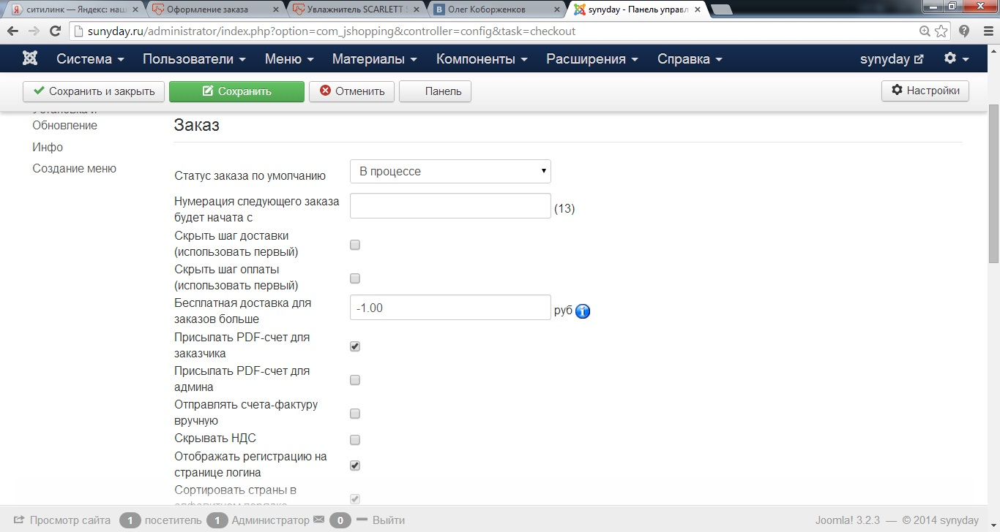 ситилинк — Яндекс: наш
Оформление заказа
Увлажнитель SCARLETT S
Олег Коборженков
synyday - Панель управл
sunyday.ru/administrator/index.php?option=com_jshopping&controller=config&task=checkout
Система Пользователи Меню Материалы Компоненты Расширения Справка synyday
Сохранить и закрыть Сохранить Отменить Панель Настройки
Установка и
Обновление
Инфо
Создание меню
Заказ
Статус заказа по умолчанию В процессе
Нумерация следующего заказа
будет начата с (13)
Скрыть шаг доставки
(использовать первый)
Скрыть шаг оплаты
(использовать первый)
Бесплатная доставка для
заказов больше -1.00 руб
Присылать PDF-счет для
заказчика
Присылать PDF-счет для
админа
Отправлять счета-фактуру
вручную
Скрывать НДС
Отображать регистрацию на
странице логина
Сортировать страны в
алфавитном порядке
Просмотр сайта 1 посетитель 1 Администратор 0 Выйти Joomla! 3.2.3 — © 2014 synyday